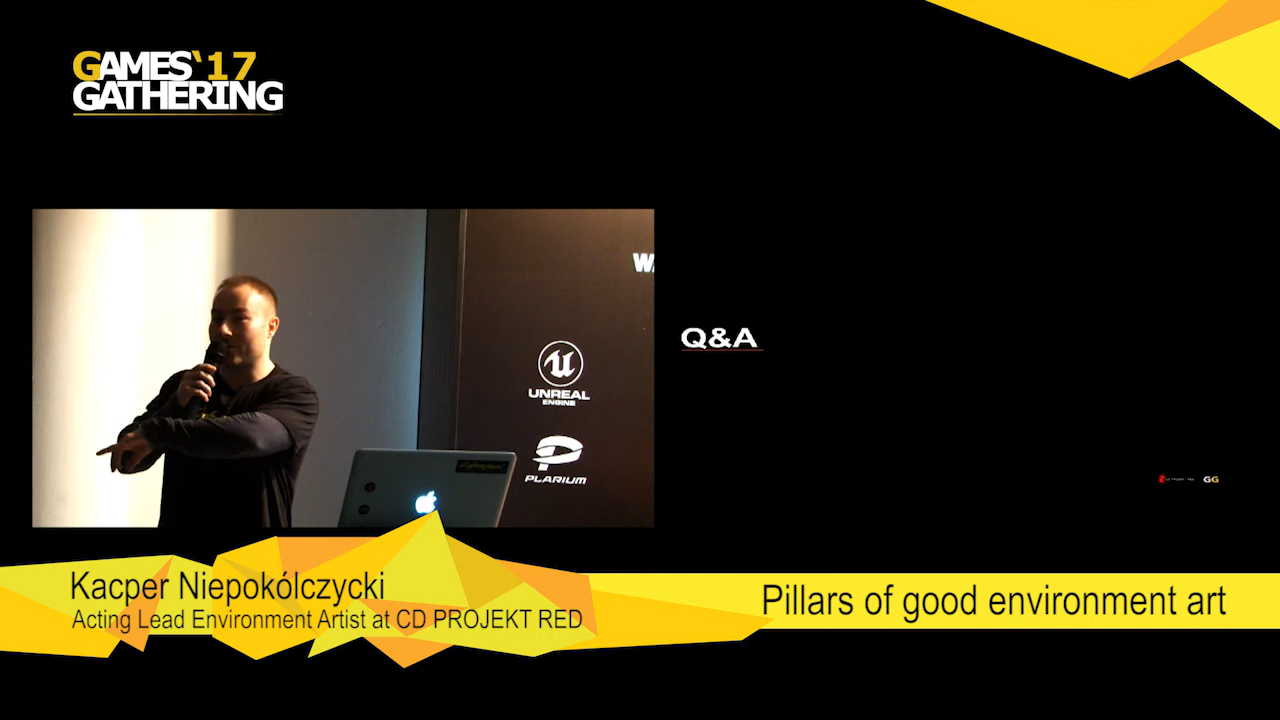 GAMES‘17
GATHERING
W
UNREAL
ENGINE
PLARIUM
Q&A
GG
Kacper Niepokólczycki
Acting Lead Environment Artist at CD PROJEKT RED
Pillars of good environment art